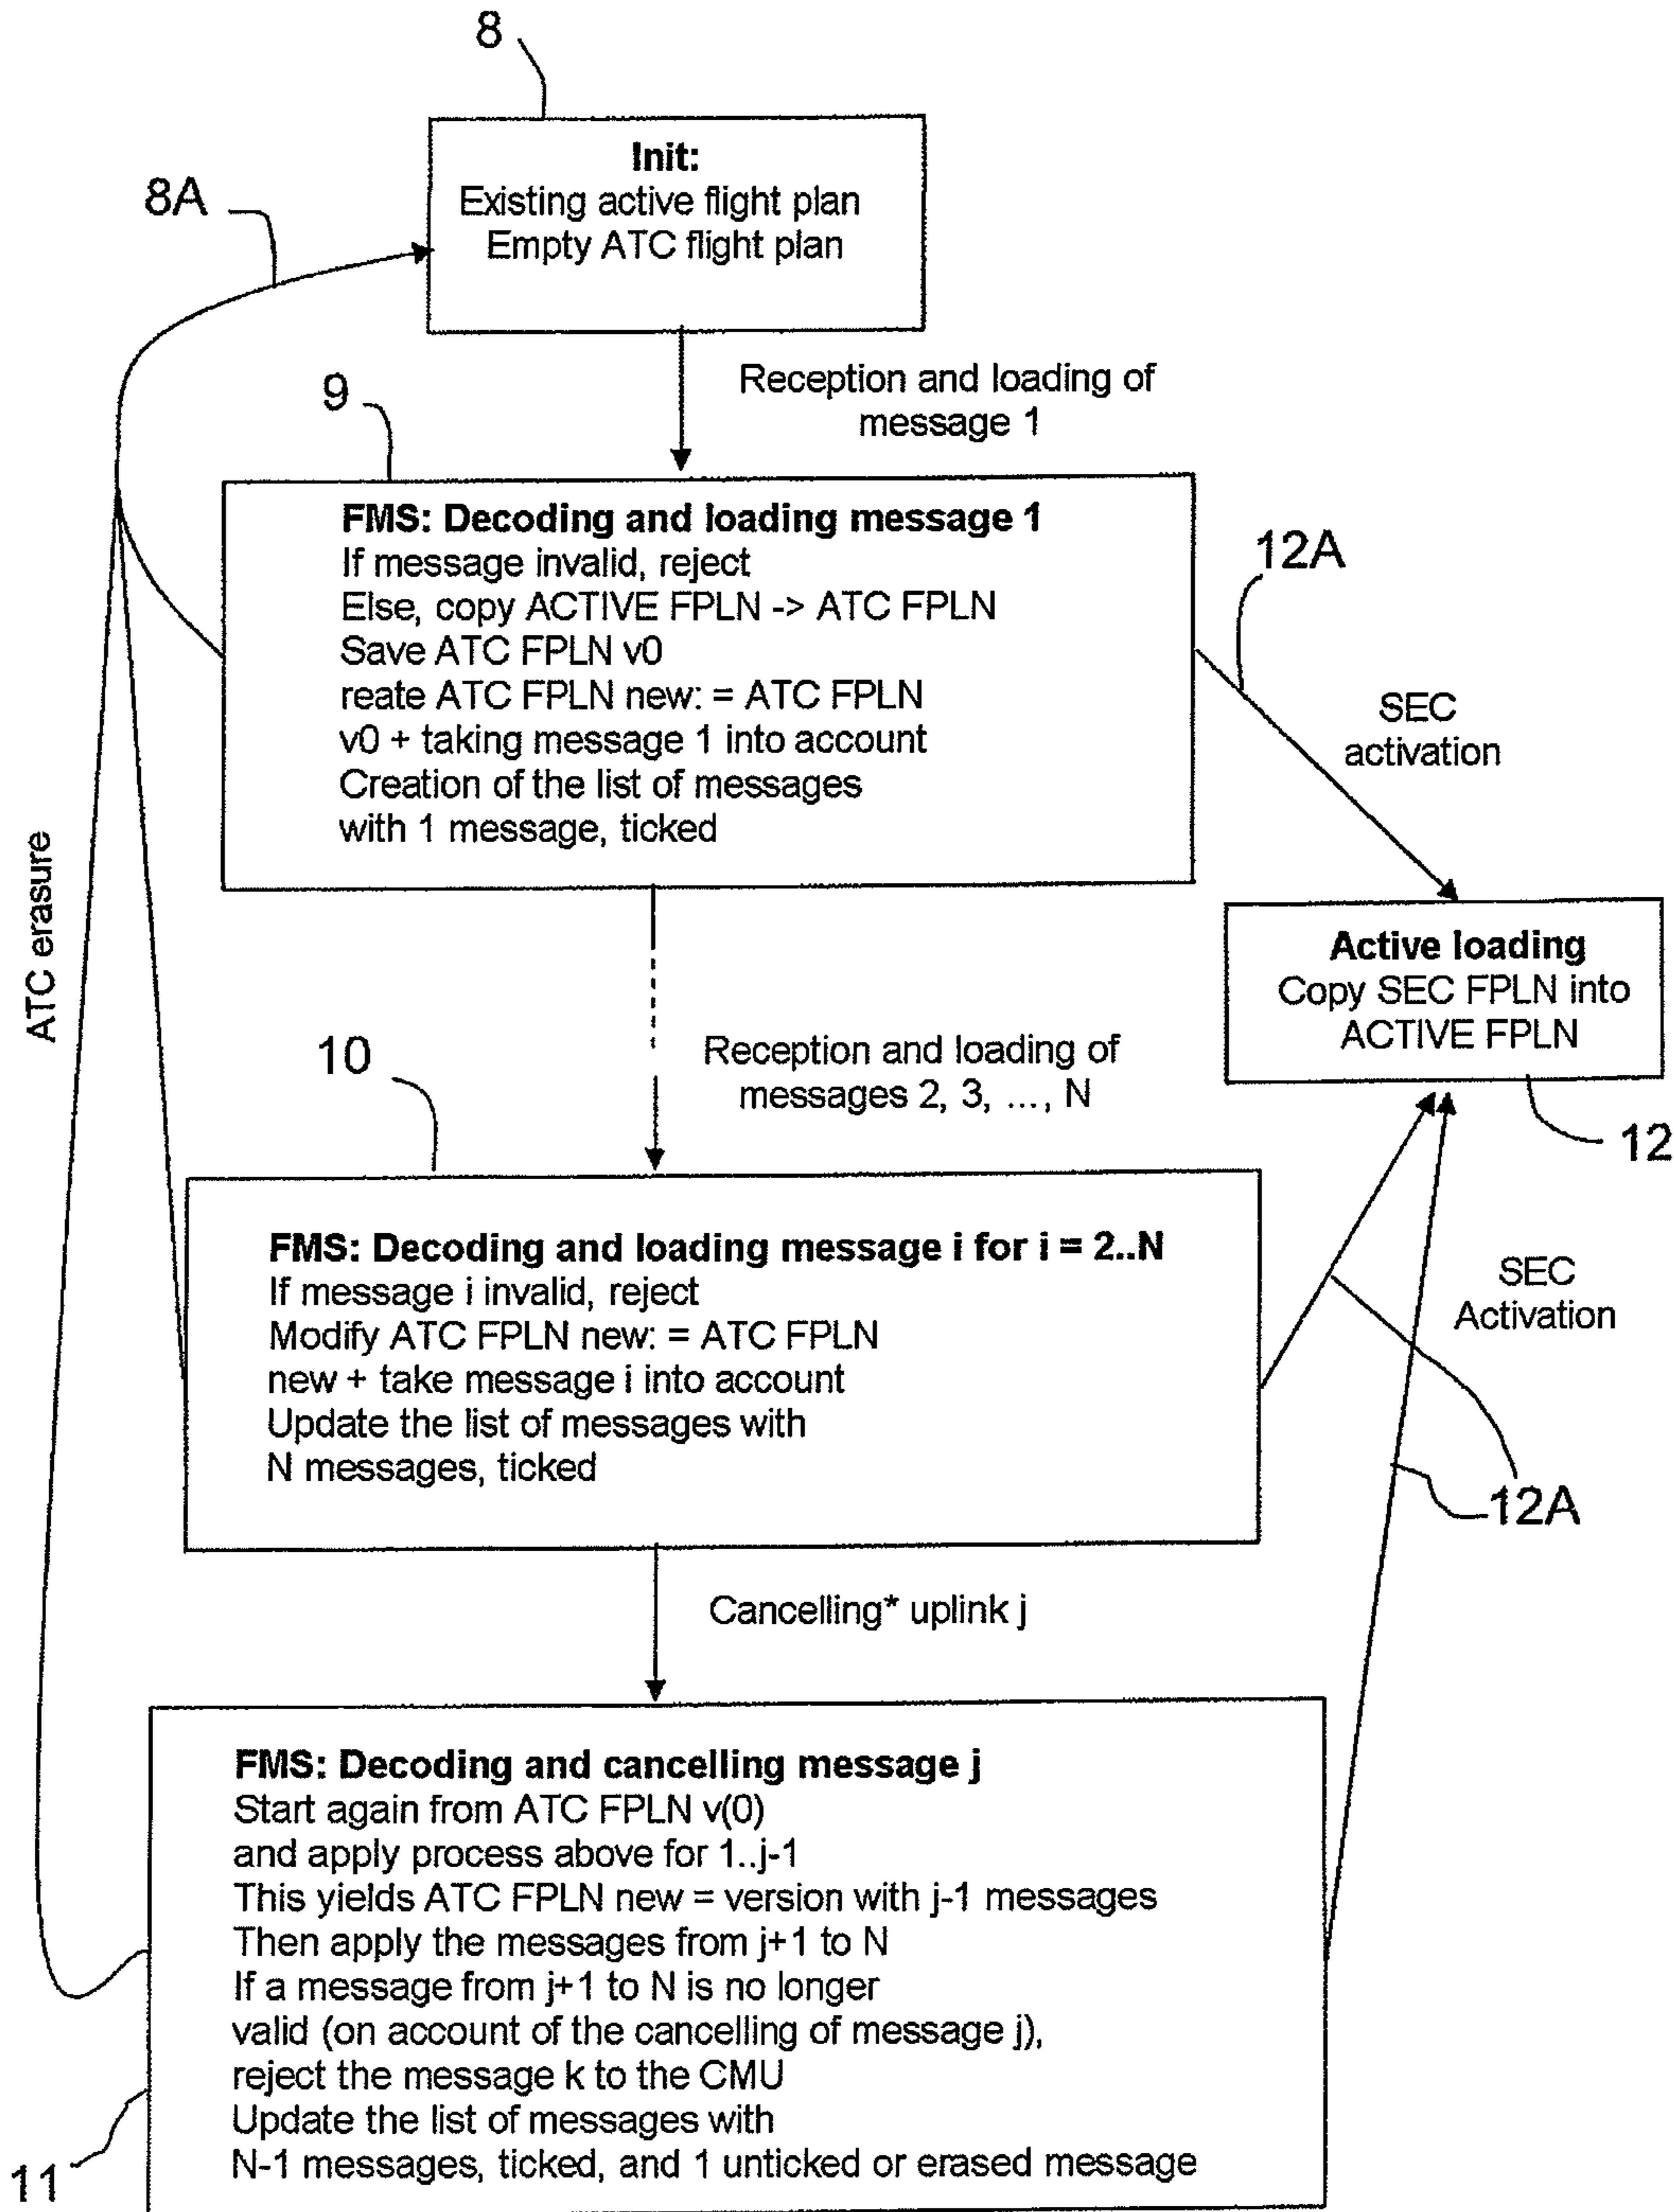 8
Init:
Existing active flight plan
Empty ATC flight plan
8A
Reception and loading of
message 1
9
FMS: Decoding and loading message 1
If message invalid, reject
Else, copy ACTIVE FPLN -> ATC FPLN
Save ATC FPLN v0
reate ATC FPLN new: = ATC FPLN
v0 + taking message 1 into account
Creation of the list of messages
with 1 message, ticked
12A
SEC
activation
ATC erasure
Active loading
Copy SEC FPLN into
ACTIVE FPLN
12
Reception and loading of
messages 2, 3, ..., N
10
FMS: Decoding and loading message i for i = 2..N
If message i invalid, reject
Modify ATC FPLN new: = ATC FPLN
new + take message i into account
Update the list of messages with
N messages, ticked
SEC
Activation
12A
Cancelling* uplink j
FMS: Decoding and cancelling message j
Start again from ATC FPLN v(0)
and apply process above for 1..j-1
This yields ATC FPLN new = version with j-1 messages
Then apply the messages from j+1 to N
If a message from j+1 to N is no longer
valid (on account of the cancelling of message j),
reject the message k to the CMU
Update the list of messages with
N-1 messages, ticked, and 1 unticked or erased message
11